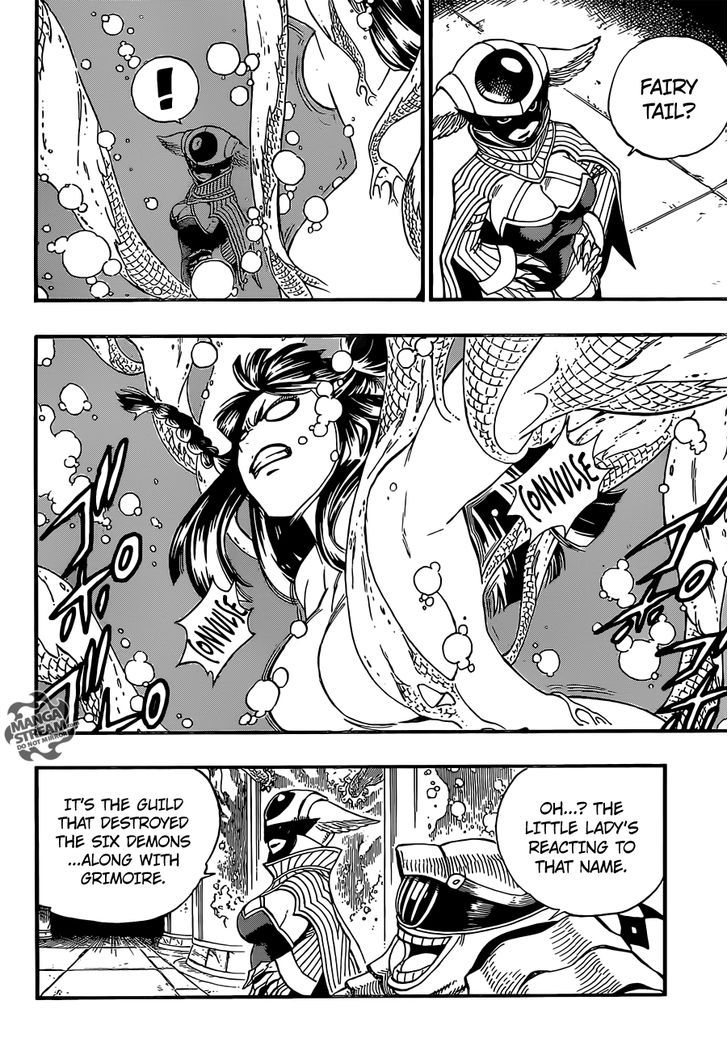 FAIRY
TAIL?
!
CONVULSE
CONVULSE
MANGA
STREAM
DO NOT MIRROR
OH...? THE
LITTLE LADY'S
REACTING TO
THAT NAME.
IT'S THE GUILD
THAT DESTROYED
THE SIX DEMONS
...ALONG WITH
GRIMOIRE.